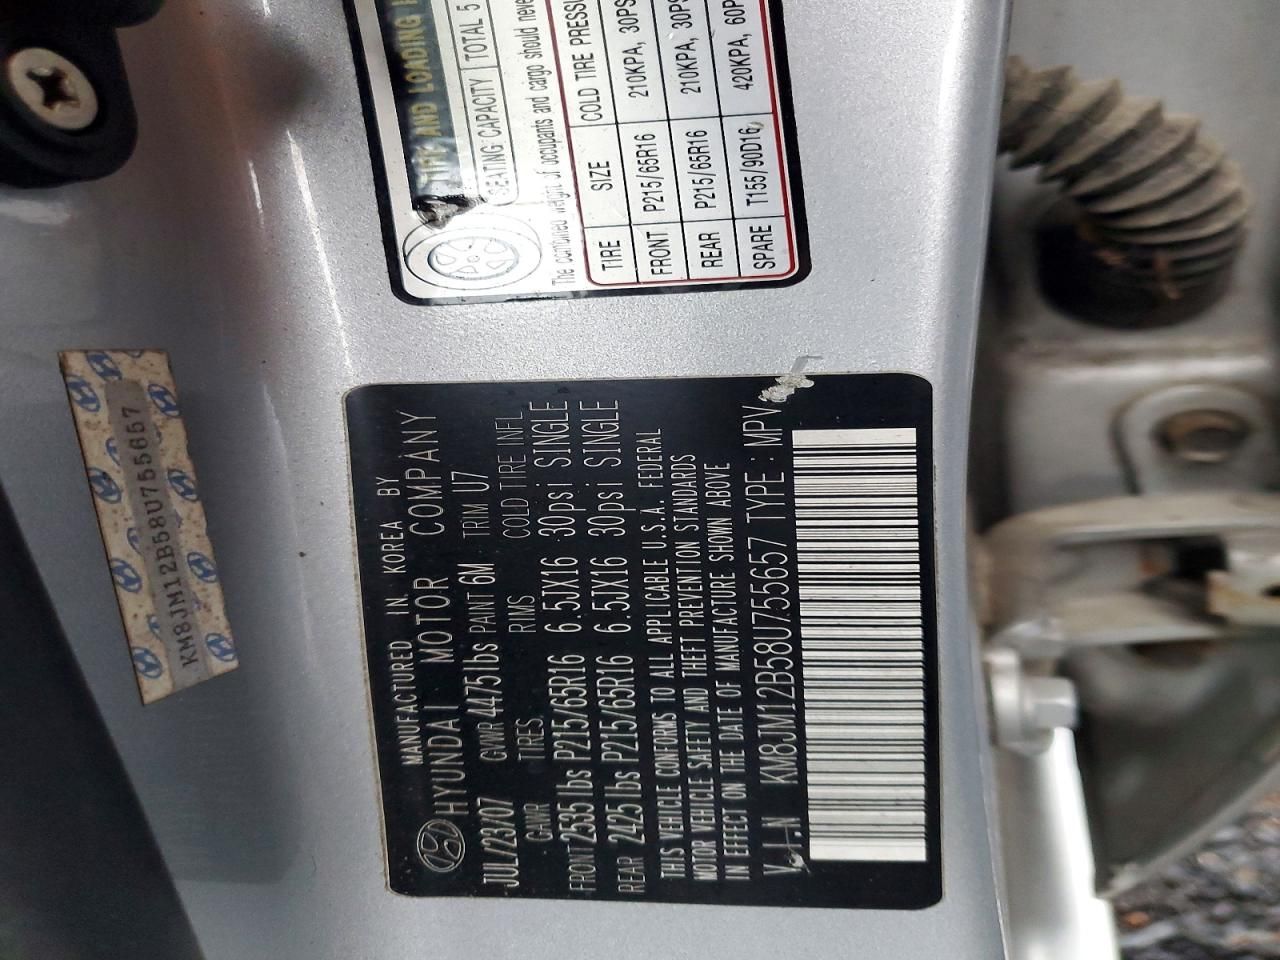 MANUFACTURED IN KOREA BY
HYUNDAI MOTOR COMPANY
JUL/23/07 GVWR 4475lbs PAINT 6M TRIM U7
GAWR TIRES RIMS COLD TIRE INFL
FRONT 2535 lbs P215/65R16 6.5JX16 30psi SINGLE
REAR 2425 lbs P215/65R16 6.5JX16 30psi SINGLE
THIS VEHICLE CONFORMS TO ALL APPLICABLE U.S.A. FEDERAL
MOTOR VEHICLE SAFETY AND THEFT PREVENTION STANDARDS
IN EFFECT ON THE DATE OF MANUFACTURE SHOWN ABOVE
V.I.N KM8JM12B58U755657 TYPE : MPV
KM8JM12B58U755657
TIRE AND LOADING
SEATING CAPACITY TOTAL 5
The combined weight of occupants and cargo should neve
TIRE SIZE COLD TIRE PRESSU
FRONT P215/65R16 210KPA, 30PS
REAR P215/65R16 210KPA, 30PS
SPARE T155/90D16 420KPA, 60P